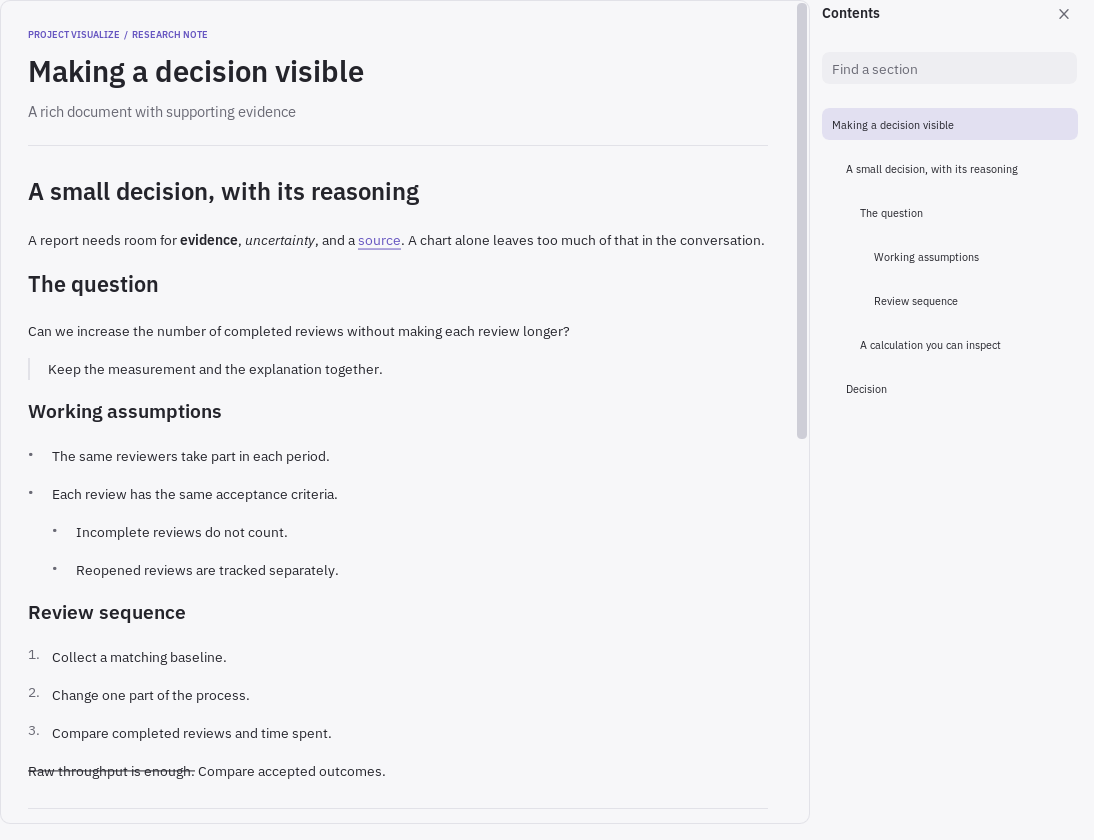 PROJECT VISUALIZE / RESEARCH NOTE
Making a decision visible
A rich document with supporting evidence
A small decision, with its reasoning
A report needs room for evidence, uncertainty, and a source. A chart alone leaves too much of that in the conversation.
The question
Can we increase the number of completed reviews without making each review longer?
Keep the measurement and the explanation together.
Working assumptions
• The same reviewers take part in each period.
• Each review has the same acceptance criteria.
• Incomplete reviews do not count.
• Reopened reviews are tracked separately.
Review sequence
1. Collect a matching baseline.
2. Change one part of the process.
3. Compare completed reviews and time spent.
Raw throughput is enough. Compare accepted outcomes.
Contents
Find a section
Making a decision visible
A small decision, with its reasoning
The question
Working assumptions
Review sequence
A calculation you can inspect
Decision